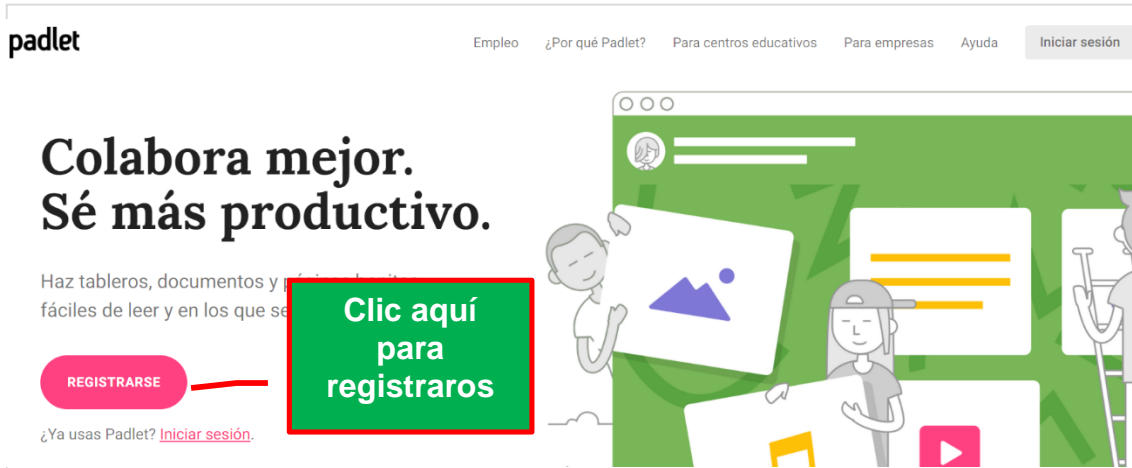 padlet
Empleo ¿Por qué Padlet? Para centros educativos Para empresas Ayuda Iniciar sesión
Colabora mejor.
Sé más productivo.
Haz tableros, documentos y
fáciles de leer y en los que
Clic aquí
para
registraros
REGISTRARSE
¿Ya usas Padlet? Iniciar sesión.